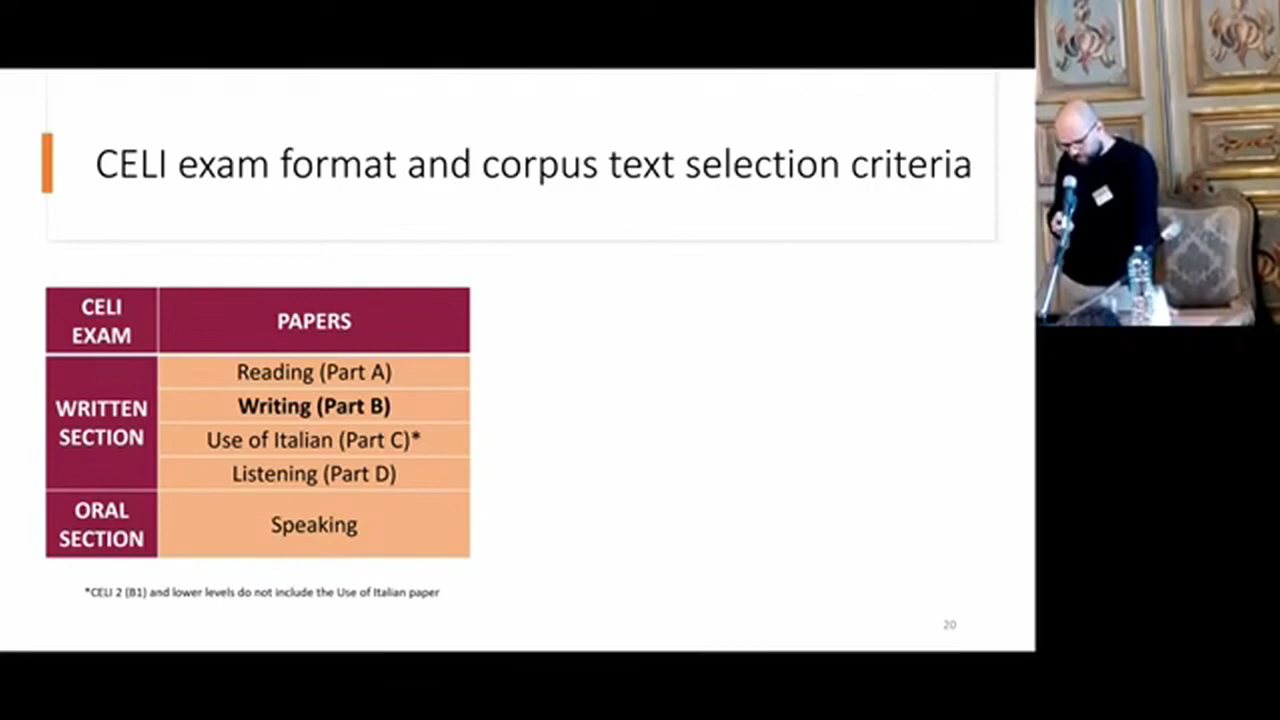 CELI exam format and corpus text selection criteria
CELI
EXAM
PAPERS
WRITTEN
SECTION
Reading (Part A)
Writing (Part B)
Use of Italian (Part C)*
Listening (Part D)
ORAL
SECTION
Speaking
*CELI 2 (B1) and lower levels do not include the Use of Italian paper
20